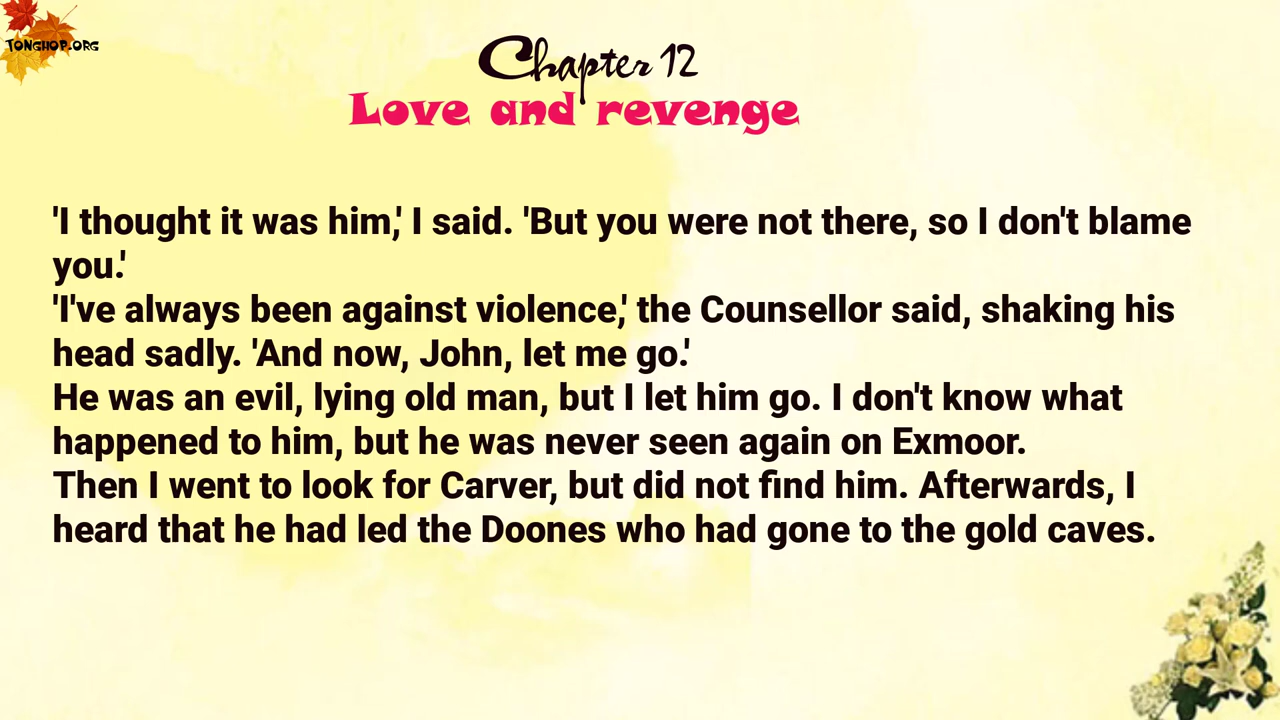 TONGHOP.ORG
Chapter 12
Love and revenge
'I thought it was him,' I said. 'But you were not there, so I don't blame
you.'
'I've always been against violence,' the Counsellor said, shaking his
head sadly. 'And now, John, let me go.'
He was an evil, lying old man, but I let him go. I don't know what
happened to him, but he was never seen again on Exmoor.
Then I went to look for Carver, but did not find him. Afterwards, I
heard that he had led the Doones who had gone to the gold caves.